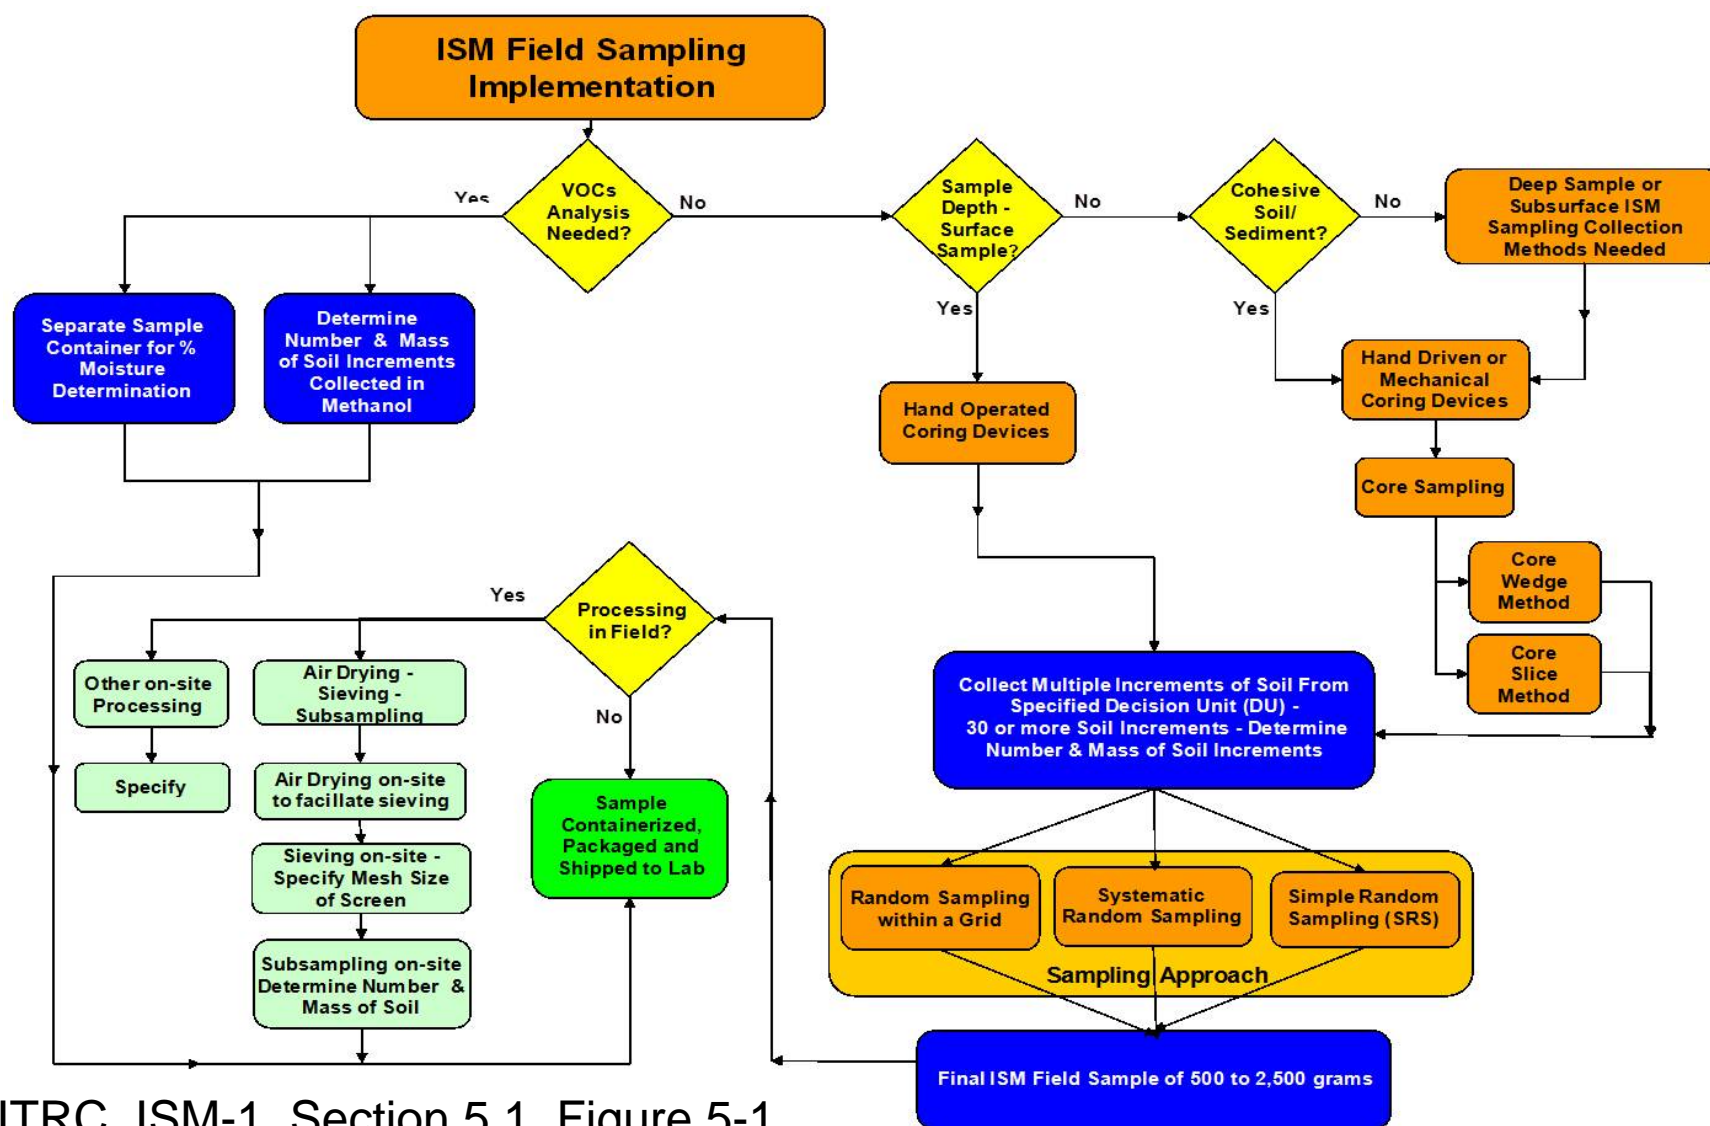 ISM Field Sampling
Implementation
VOCs
Analysis
Needed?
Yes
No
Sample
Depth -
Surface
Sample?
No
Yes
Cohesive
Soil/
Sediment?
No
Yes
Deep Sample or
Subsurface ISM
Sampling Collection
Methods Needed
Separate Sample
Container for %
Moisture
Determination
Determine
Number & Mass
of Soil Increments
Collected in
Methanol
Hand Operated
Coring Devices
Hand Driven or
Mechanical
Coring Devices
Core Sampling
Core
Wedge
Method
Core
Slice
Method
Processing
in Field?
Yes
No
Other on-site
Processing
Specify
Air Drying -
Sieving -
Subsampling
Air Drying on-site
to facillate sieving
Sieving on-site -
Specify Mesh Size
of Screen
Subsampling on-site
Determine Number &
Mass of Soil
Sample
Containerized,
Packaged and
Shipped to Lab
Collect Multiple Increments of Soil From
Specified Decision Unit (DU) -
30 or more Soil Increments - Determine
Number & Mass of Soil Increments
Random Sampling
within a Grid
Systematic
Random Sampling
Simple Random
Sampling (SRS)
Sampling Approach
Final ISM Field Sample of 500 to 2,500 grams
ITRC, ISM-1, Section 5.1, Figure 5-1